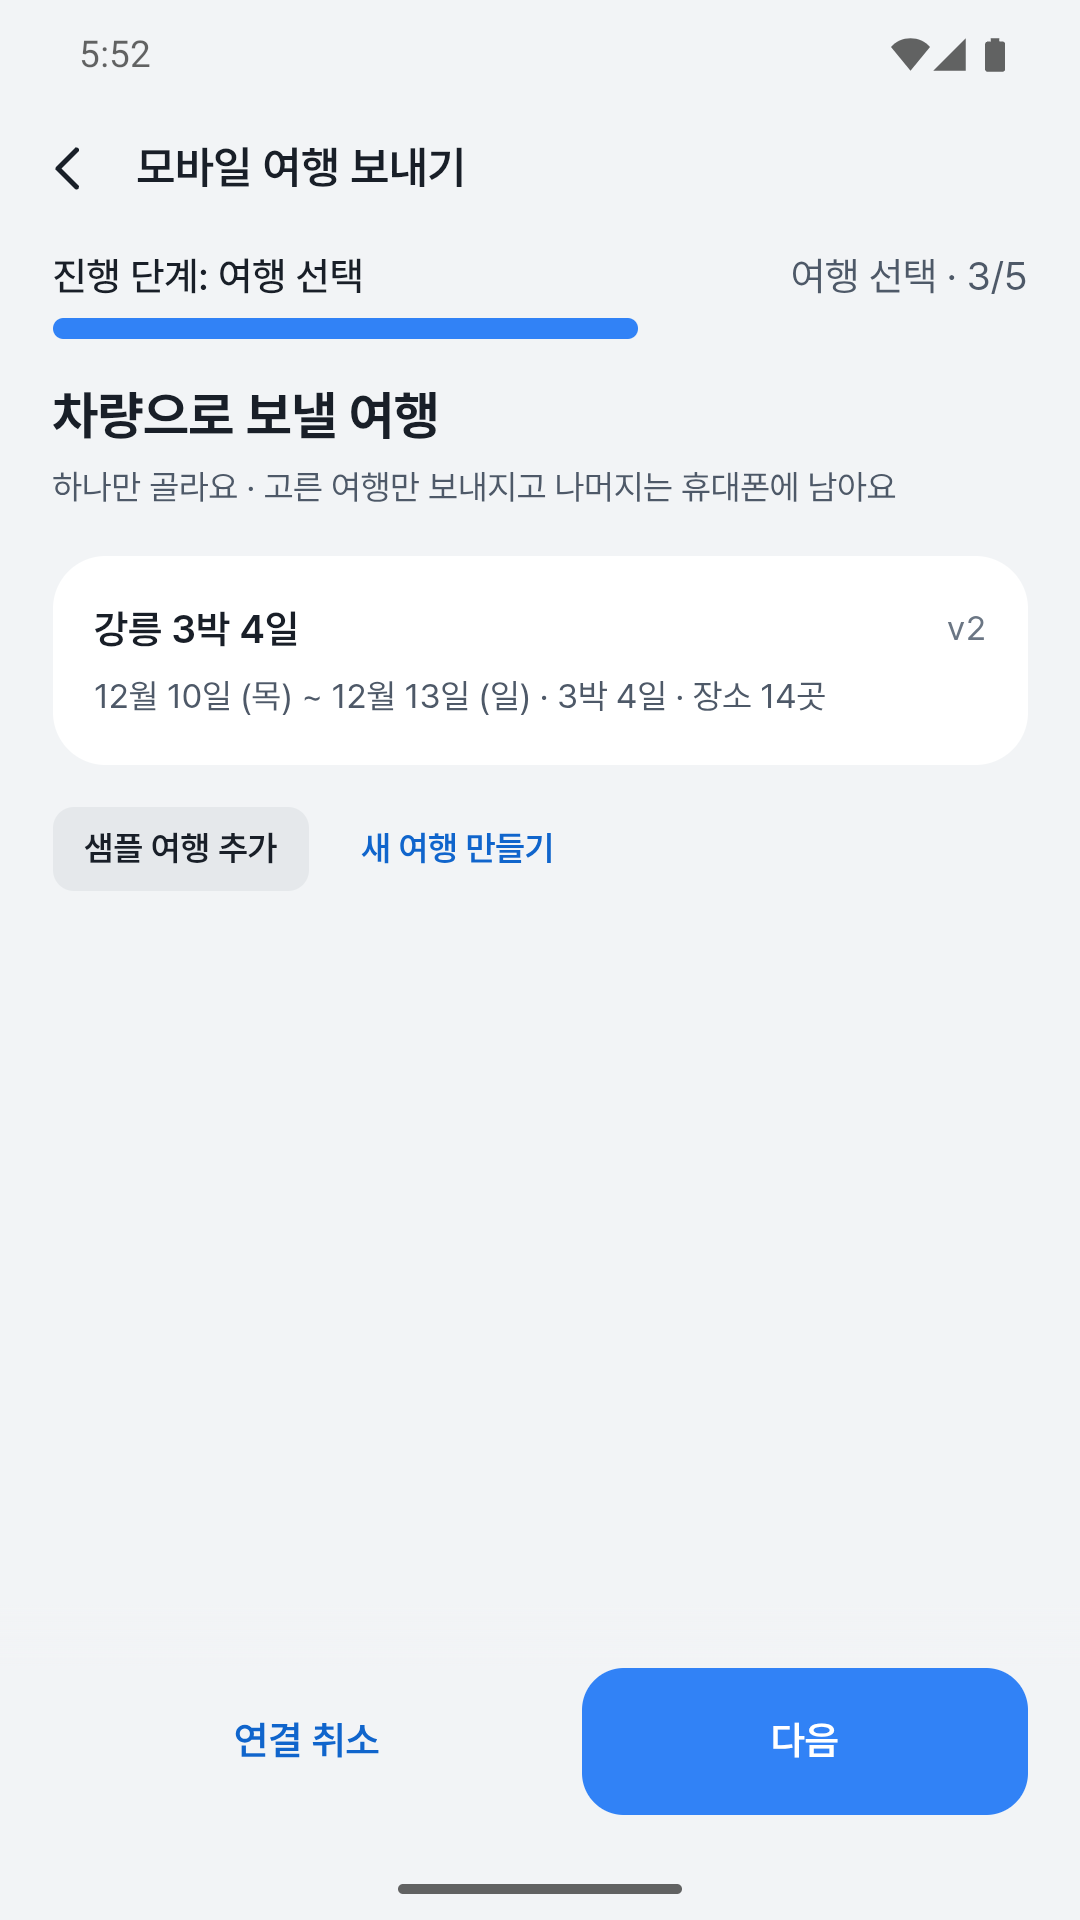 5:52
모바일 여행 보내기
진행 단계: 여행 선택
여행 선택 · 3/5
차량으로 보낼 여행
하나만 골라요 · 고른 여행만 보내지고 나머지는 휴대폰에 남아요
강릉 3박 4일
v2
12월 10일 (목) ~ 12월 13일 (일) · 3박 4일 · 장소 14곳
샘플 여행 추가
새 여행 만들기
연결 취소
다음